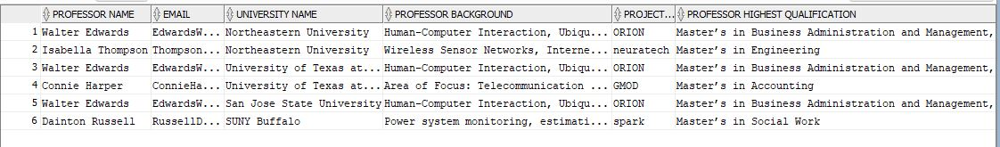 PROFESSOR NAME EMAIL UNIVERSITY NAME PROFESSOR BACKGROUND PROJECT... PROFESSOR HIGHEST QUALIFICATION
1 Walter Edwards EdwardsW... Northeastern University Human-Computer Interaction, Ubiqu... ORION Master’s in Business Administration and Management,
2 Isabella Thompson Thompson... Northeastern University Wireless Sensor Networks, Interne... neuratech Master’s in Engineering
3 Walter Edwards EdwardsW... University of Texas at... Human-Computer Interaction, Ubiqu... ORION Master’s in Business Administration and Management,
4 Connie Harper ConnieHa... University of Texas at... Area of Focus: Telecommunication ... GMOD Master’s in Accounting
5 Walter Edwards EdwardsW... San Jose State University Human-Computer Interaction, Ubiqu... ORION Master’s in Business Administration and Management,
6 Dainton Russell RussellD... SUNY Buffalo Power system monitoring, estimati... spark Master’s in Social Work